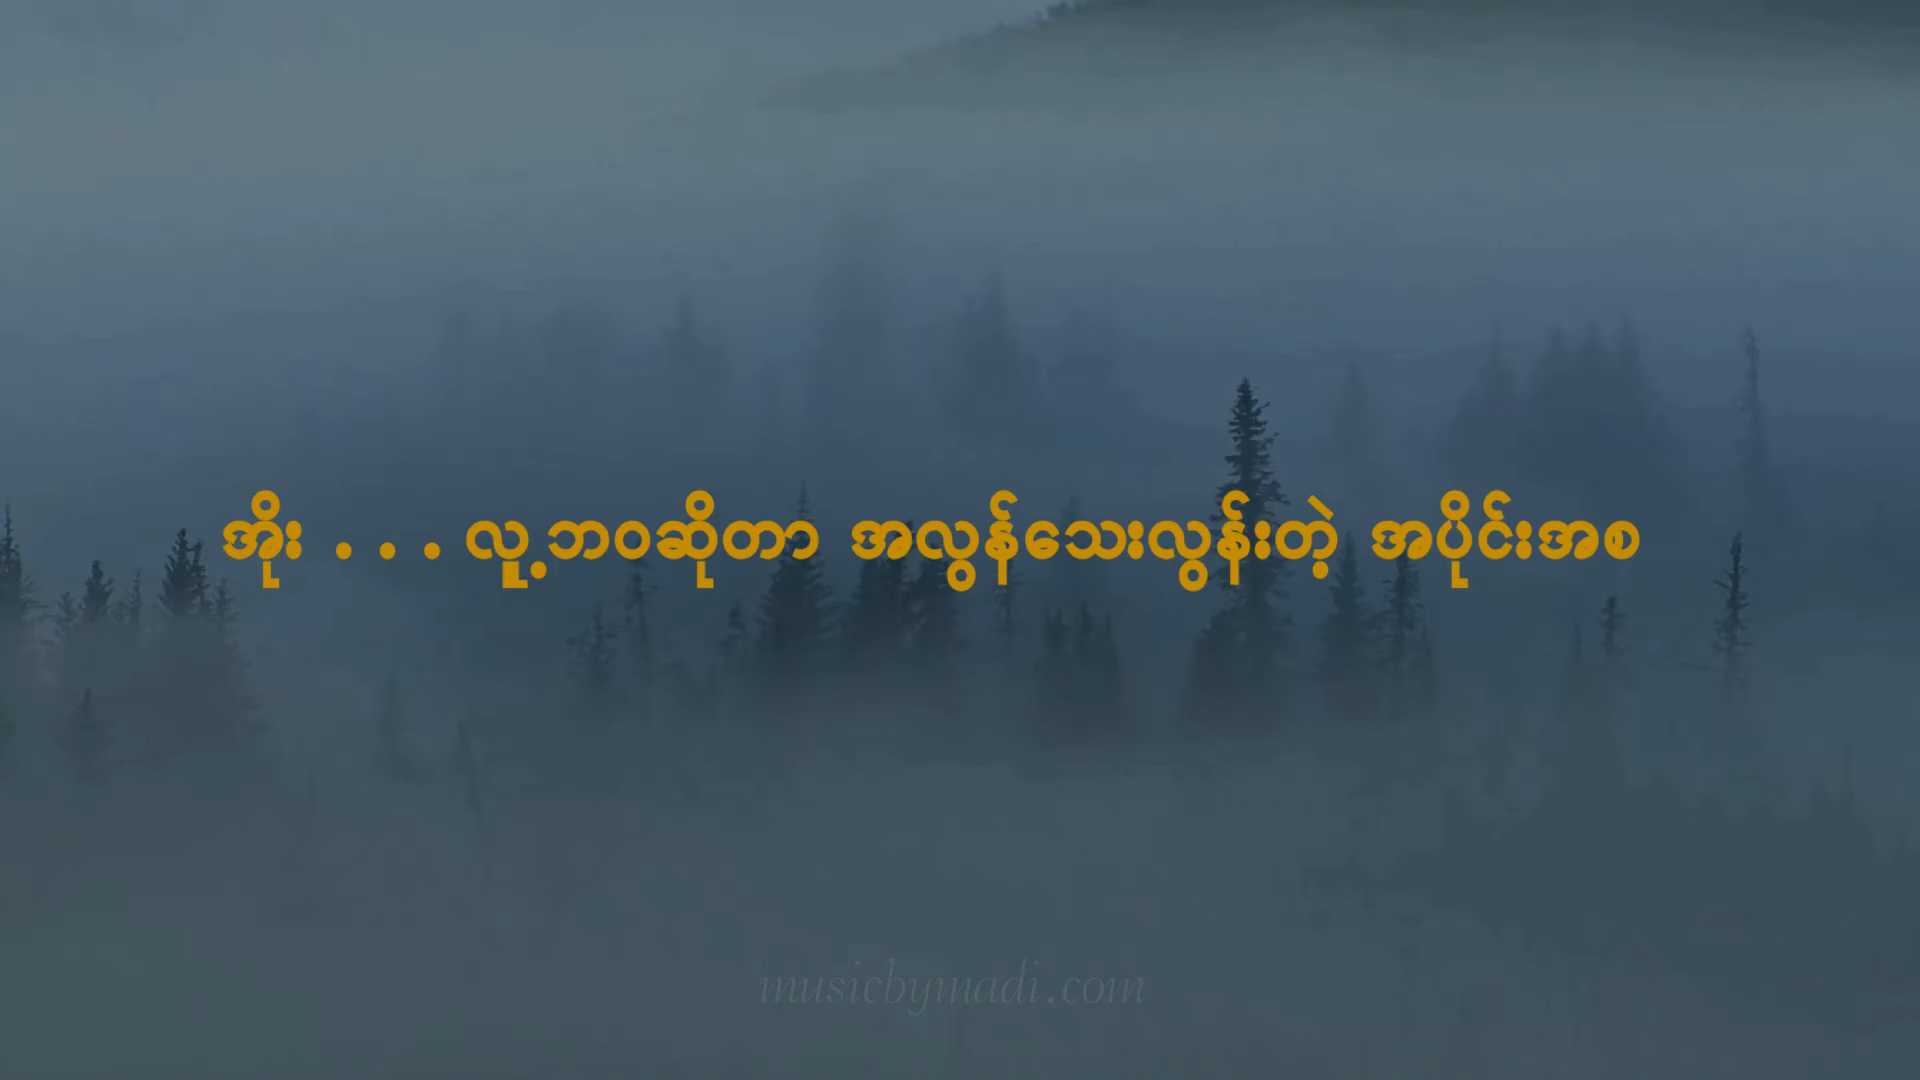 အိုး . . . လူ့ဘဝဆိုတာ အလွန်သေးလွန်းတဲ့ အပိုင်းအစ
musicbymadi.com